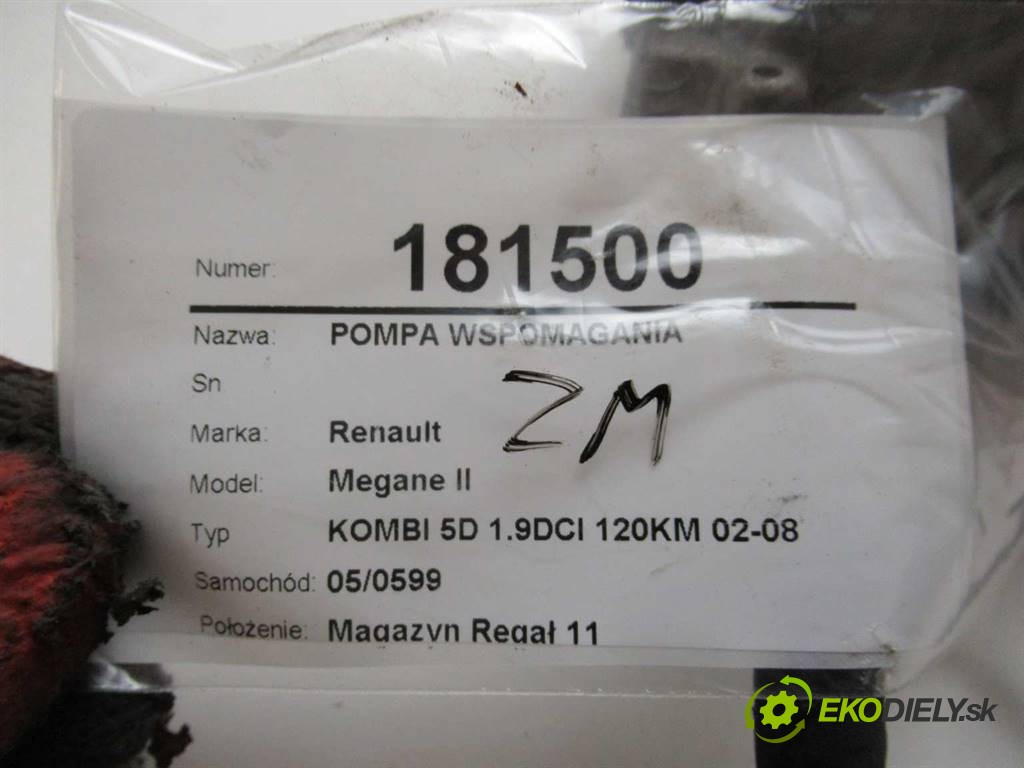 Numer: 181500
Nazwa: POMPA WSPOMAGANIA
Sn
ZM
Marka: Renault
Model: Megane II
Typ KOMBI 5D 1.9DCI 120KM 02-08
Samochód: 05/0599
Położenie: Magazyn Regał 11
EKODIELY.sk